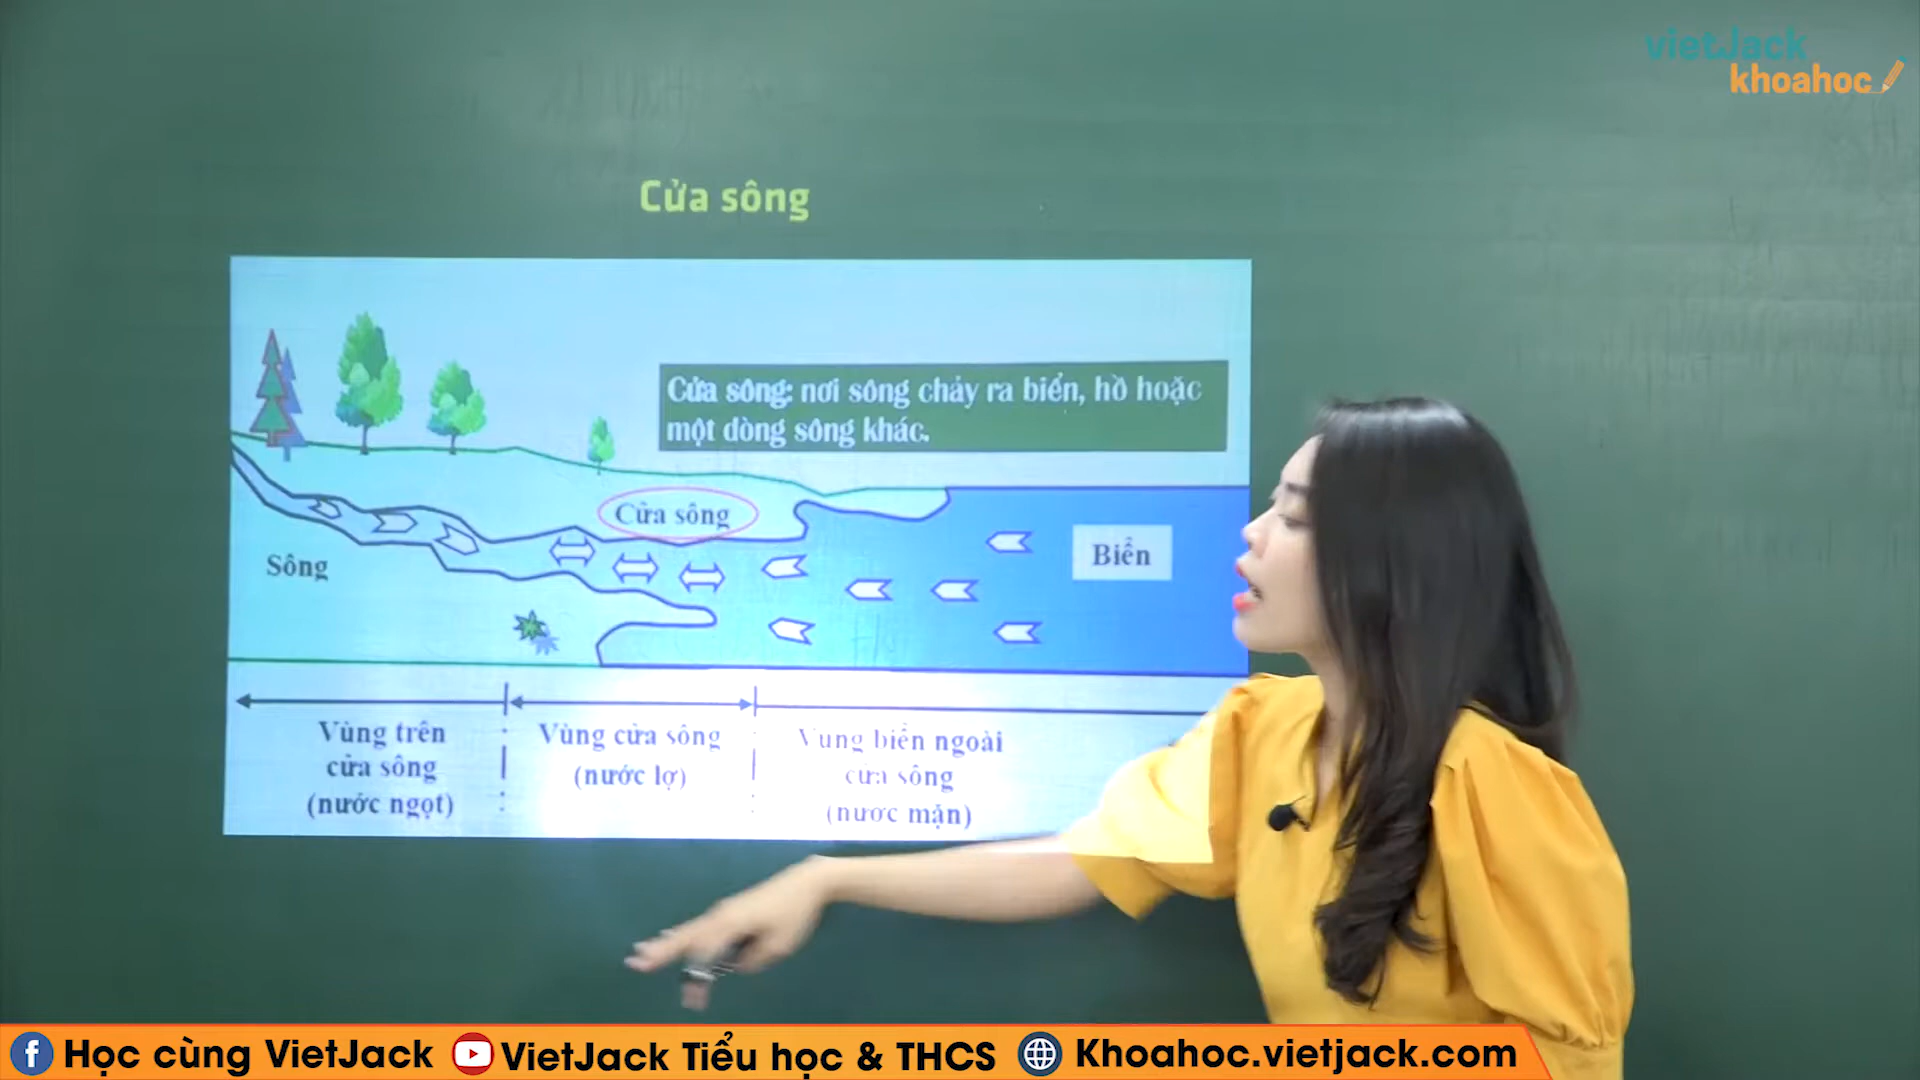 vietJack
khoahoc
Cửa sông
Cửa sông: nơi sông chảy ra biển, hồ hoặc
một dòng sông khác.
Cửa sông
Biển
Sông
Vùng trên
cửa sông
(nước ngọt)
Vùng cửa sông
(nước lợ)
Vùng biển ngoài
cửa sông
(nước mặn)
Học cùng VietJack
VietJack Tiểu học & THCS
Khoahoc.vietjack.com